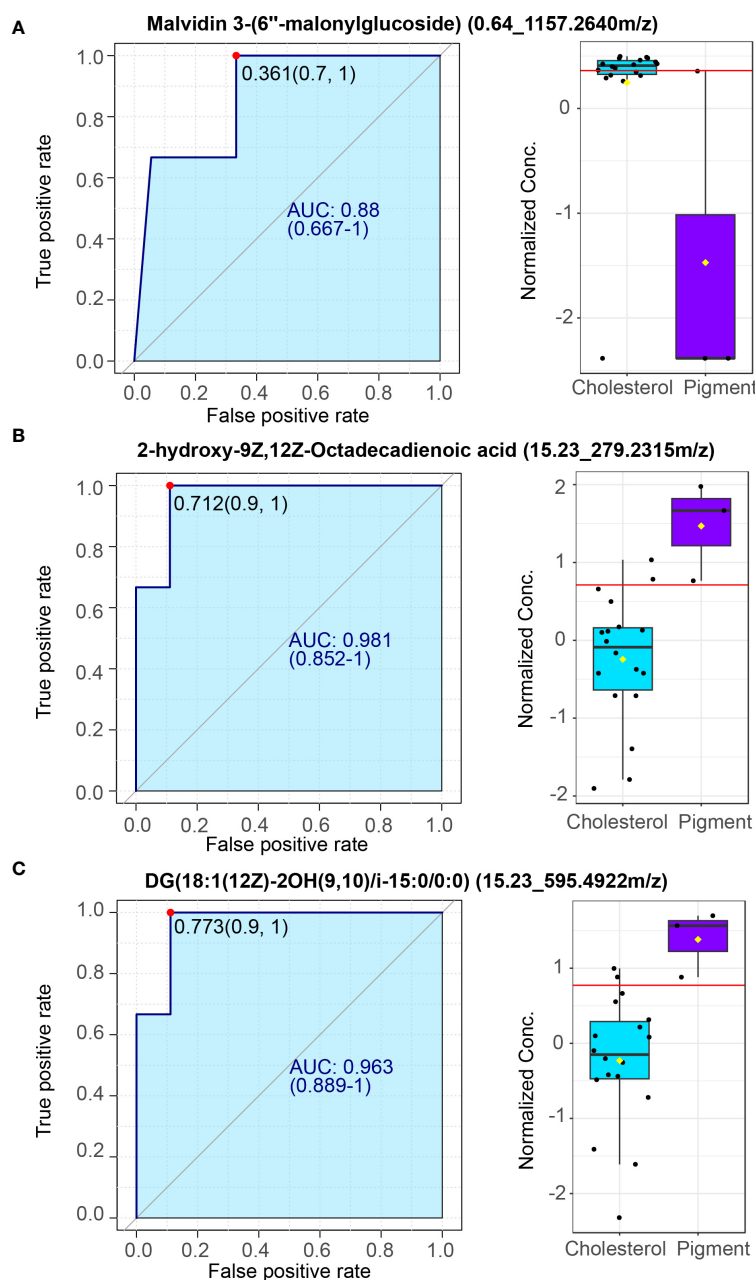 A
Malvidin 3-(6"-malonylglucoside) (0.64_1157.2640m/z)
True positive rate
1.0
0.8
0.6
0.4
0.2
0.0
0.361(0.7, 1)
AUC: 0.88
(0.667-1)
0.0 0.2 0.4 0.6 0.8 1.0
False positive rate
Normalized Conc.
0
-1
-2
Cholesterol Pigment
B
2-hydroxy-9Z,12Z-Octadecadienoic acid (15.23_279.2315m/z)
True positive rate
1.0
0.8
0.6
0.4
0.2
0.0
0.712(0.9, 1)
AUC: 0.981
(0.852-1)
0.0 0.2 0.4 0.6 0.8 1.0
False positive rate
Normalized Conc.
2
1
0
-1
-2
Cholesterol Pigment
C
DG(18:1(12Z)-2OH(9,10)/i-15:0/0:0) (15.23_595.4922m/z)
True positive rate
1.0
0.8
0.6
0.4
0.2
0.0
0.773(0.9, 1)
AUC: 0.963
(0.889-1)
0.0 0.2 0.4 0.6 0.8 1.0
False positive rate
Normalized Conc.
1
0
-1
-2
Cholesterol Pigment